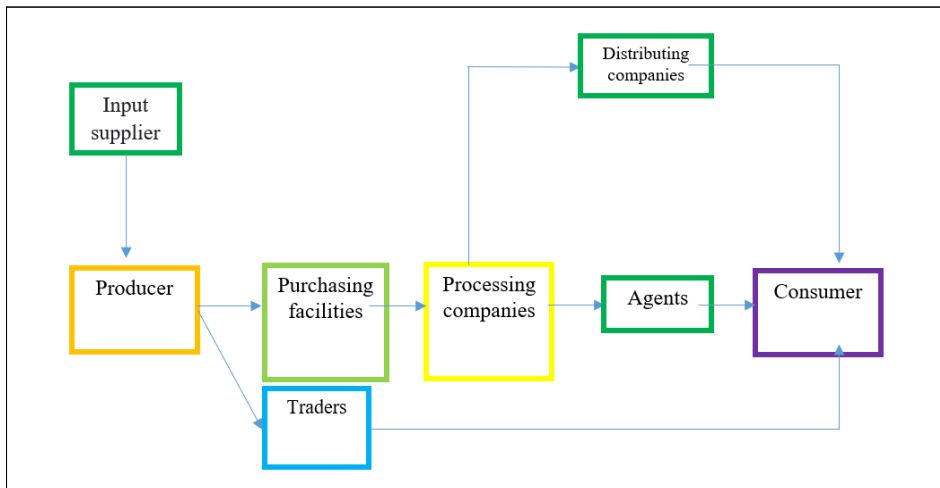 Distributing
companies
Input
supplier
Producer
Purchasing
facilities
Processing
companies
Agents
Consumer
Traders